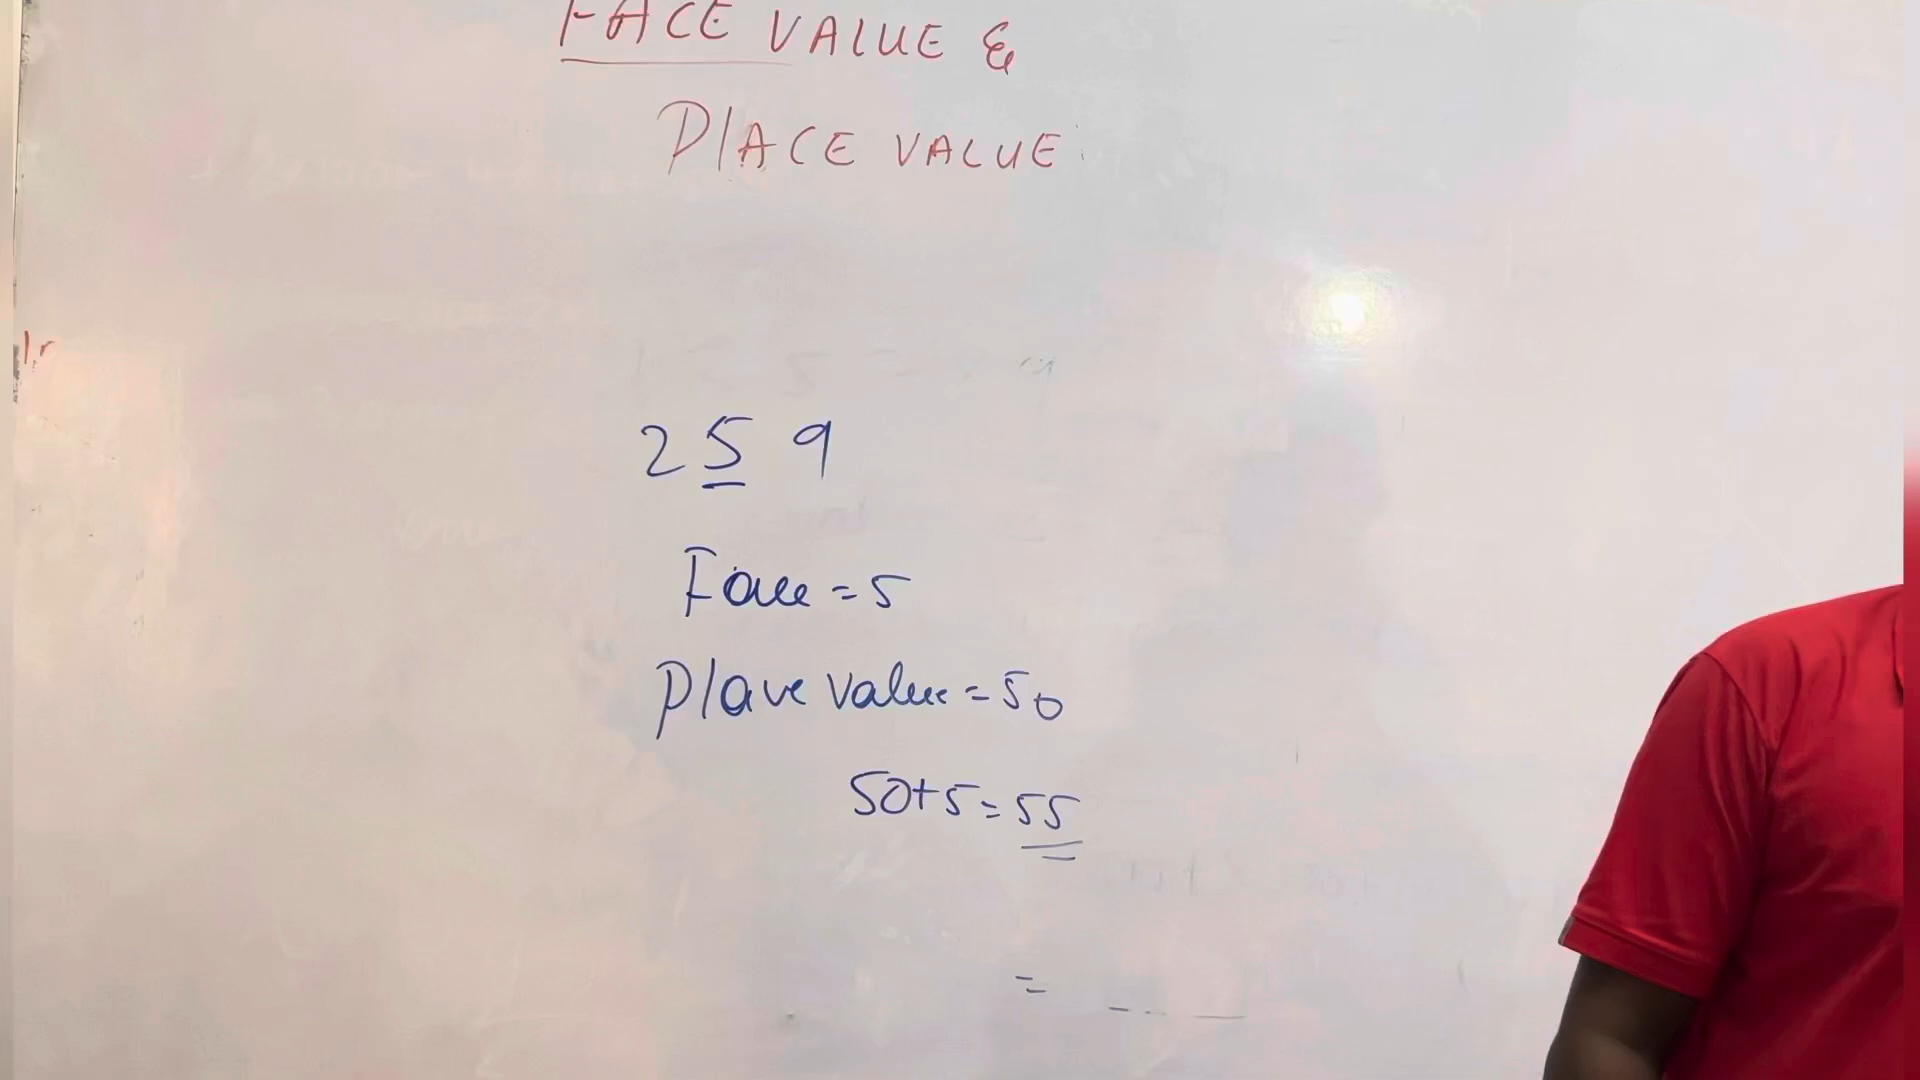 FACE VALUE &
PLACE VALUE
2 5 9
Face = 5
Place value = 50
50+5=55
=